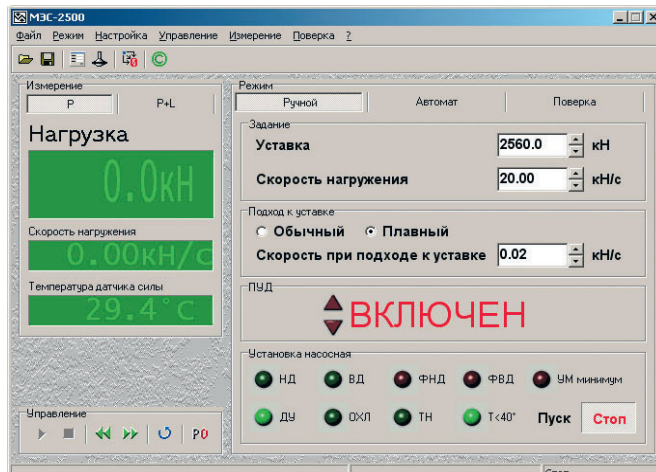 МЭС-2500
Файл Режим Настройка Управление Измерение Поверка ?
Измерение
P P+L
Нагрузка
0.0кН
Скорость нагружения
0.00кН/с
Температура датчика силы
29.4°C
Управление
P0
Режим
Ручной Автомат Поверка
Задание
Уставка 2560.0 кН
Скорость нагружения 20.00 кН/с
Подход к уставке
Обычный Плавный
Скорость при подходе к уставке 0.02 кН/с
ПУД
ВКЛЮЧЕН
Установка насосная
НД ВД ФНД ФВД УМ минимум
ДУ ОХЛ ТН Т<40° Пуск Стоп